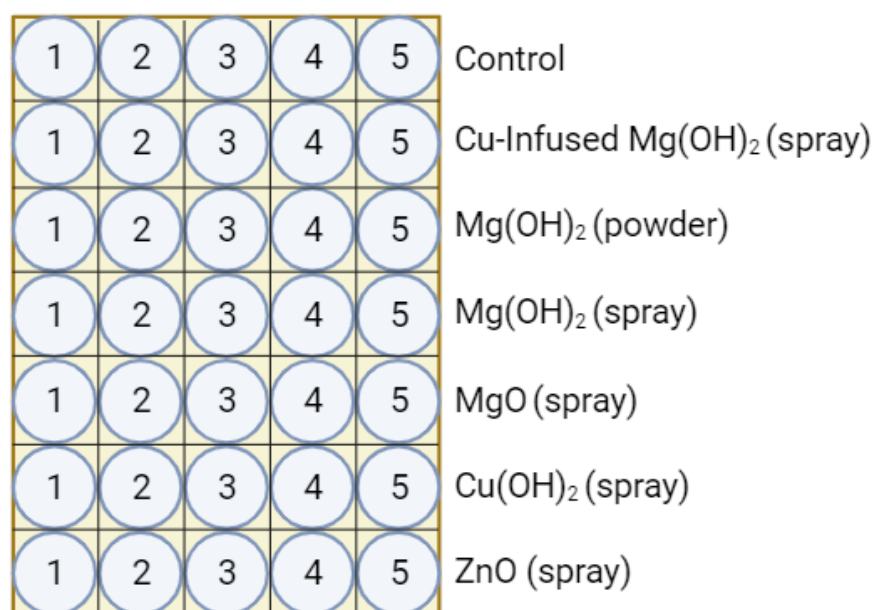 1 2 3 4 5 Control
1 2 3 4 5 Cu-Infused Mg(OH)₂ (spray)
1 2 3 4 5 Mg(OH)₂ (powder)
1 2 3 4 5 Mg(OH)₂ (spray)
1 2 3 4 5 MgO (spray)
1 2 3 4 5 Cu(OH)₂ (spray)
1 2 3 4 5 ZnO (spray)